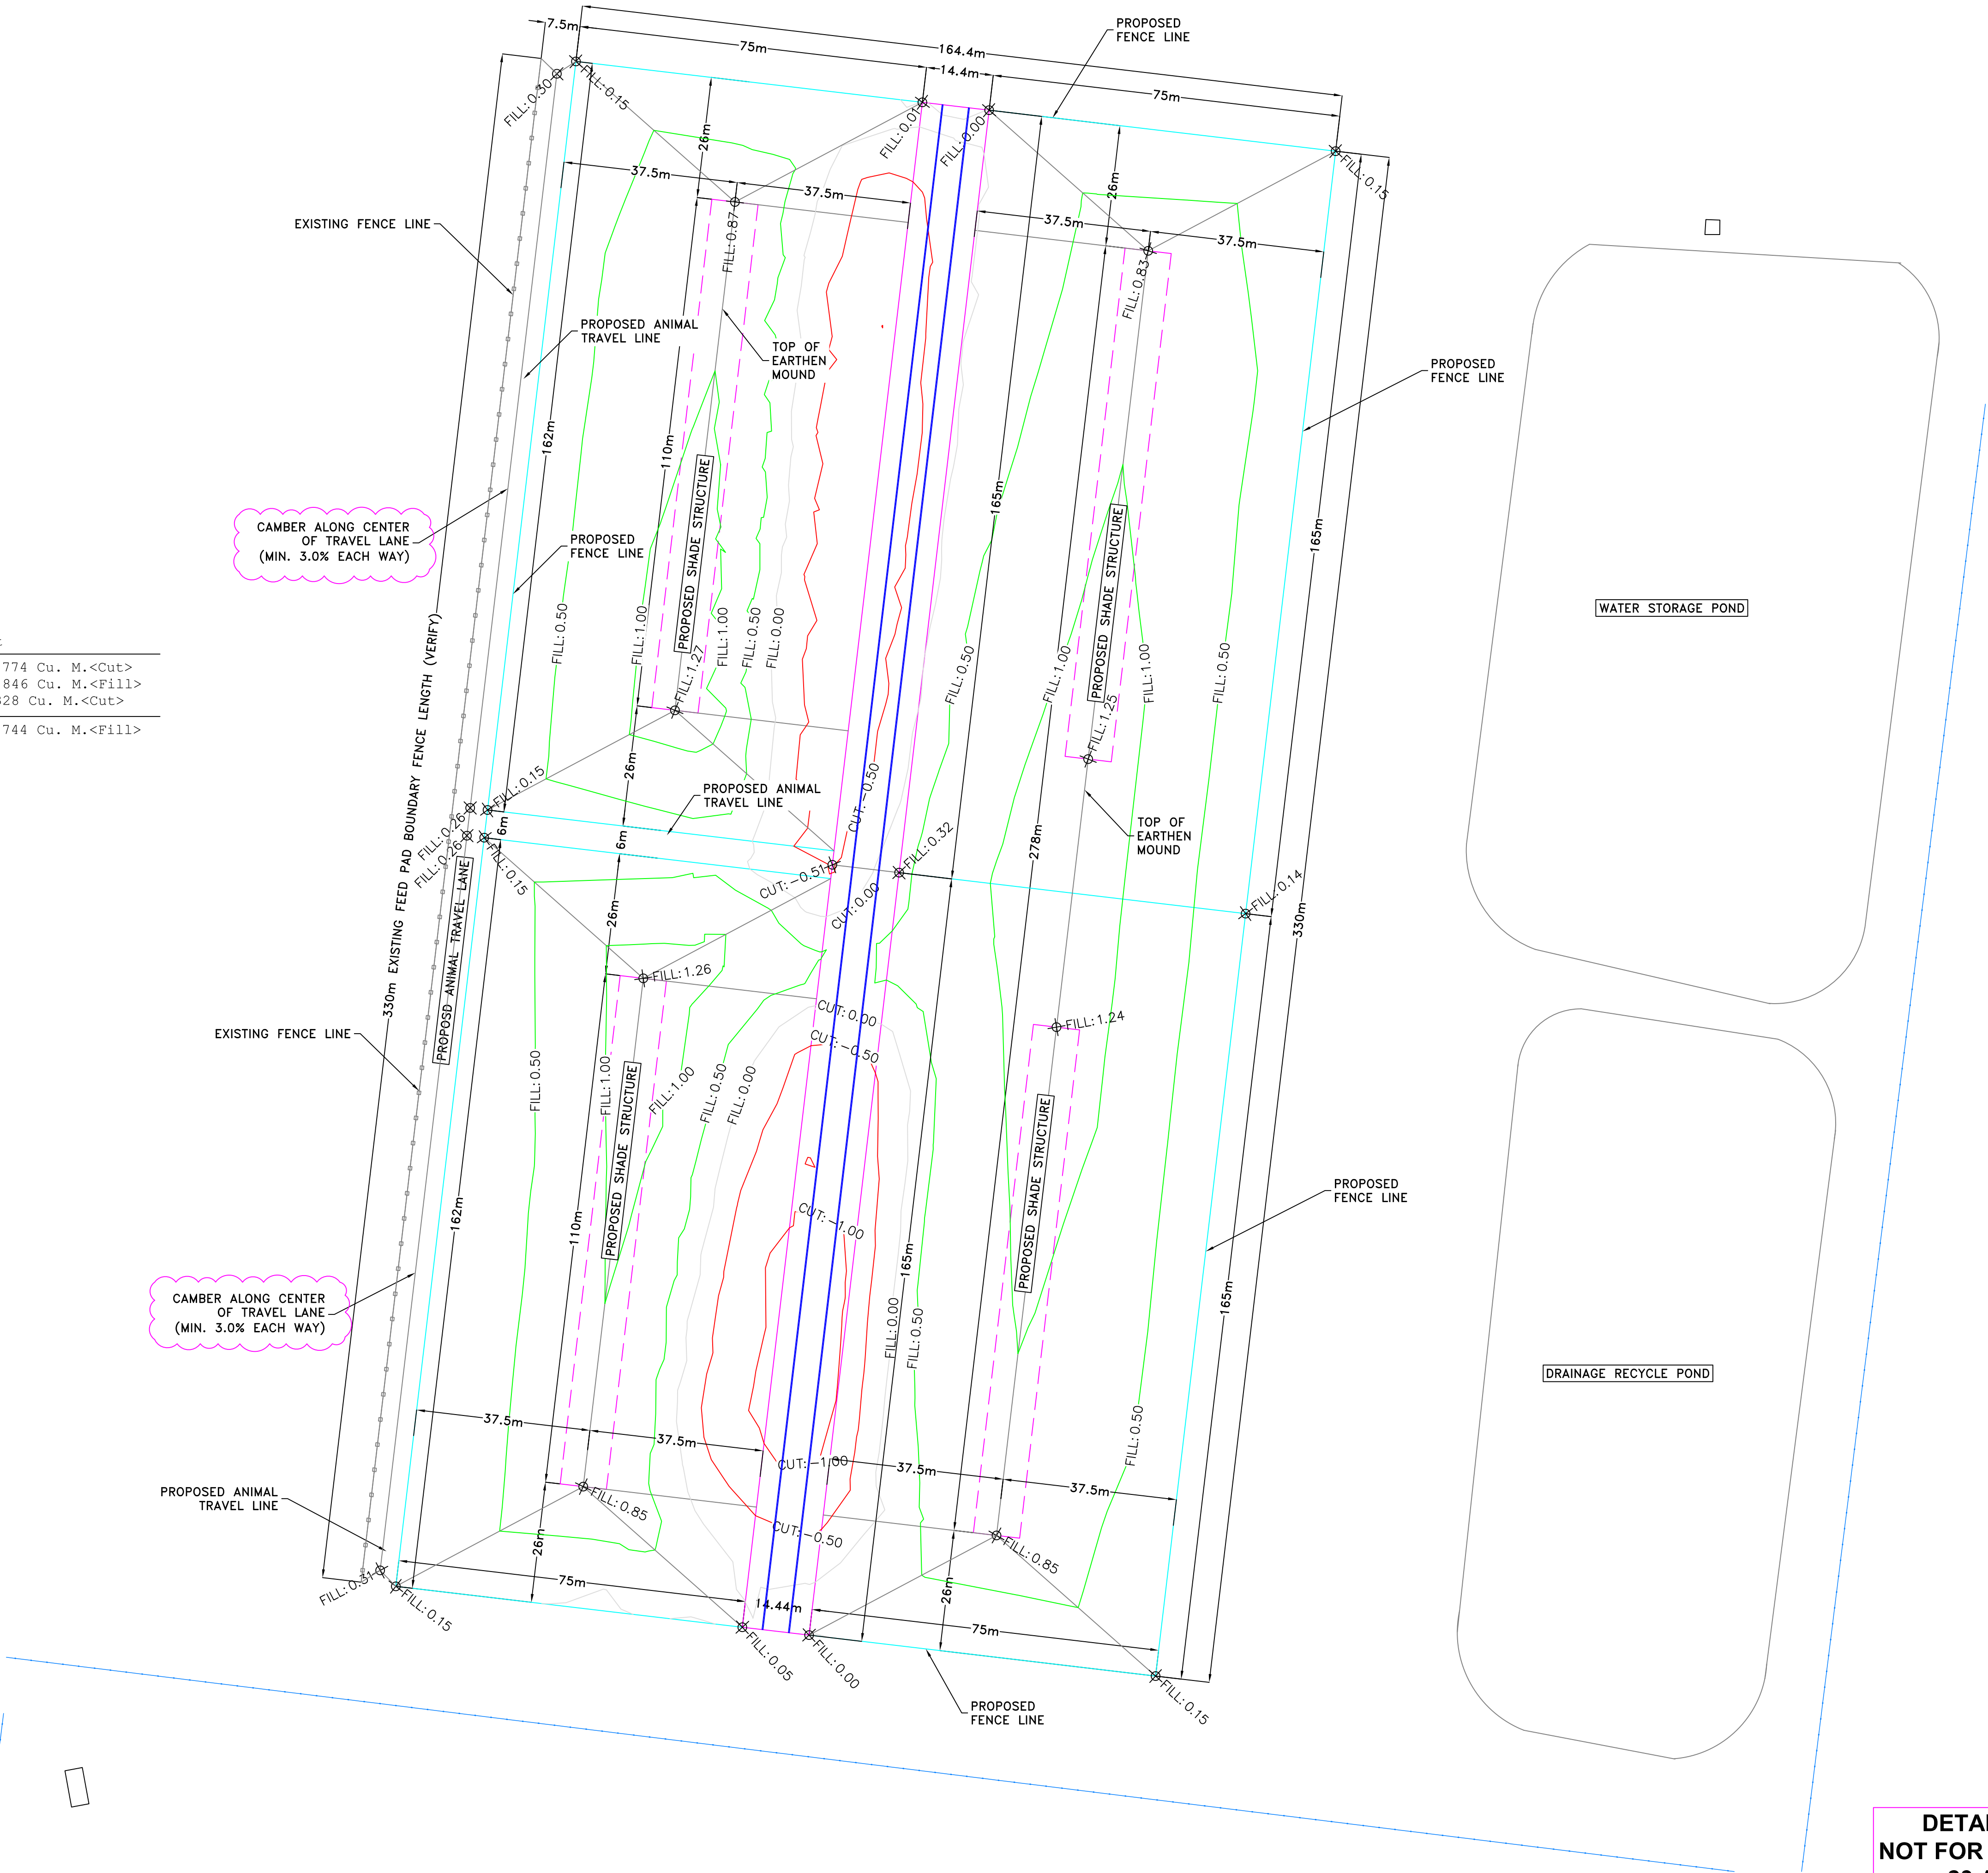 7.5m
75m
164.4m
14.4m
75m
PROPOSED
FENCE LINE
FILL: 0.30
FILL: 0.15
FILL: 0.01
FILL: 0.00
FILL: 0.15
26m
26m
37.5m
37.5m
37.5m
37.5m
FILL: 0.87
FILL: 0.83
EXISTING FENCE LINE
PROPOSED ANIMAL
TRAVEL LINE
TOP OF
EARTHEN
MOUND
PROPOSED
FENCE LINE
162m
110m
165m
165m
PROPOSED SHADE STRUCTURE
PROPOSED SHADE STRUCTURE
CAMBER ALONG CENTER
OF TRAVEL LANE
(MIN. 3.0% EACH WAY)
PROPOSED
FENCE LINE
WATER STORAGE POND
FILL: 0.50
FILL: 1.00
FILL: 1.00
FILL: 0.50
FILL: 0.00
FILL: 0.50
FILL: 1.00
FILL: 1.00
FILL: 0.50
774 Cu. M.<Cut>
846 Cu. M.<Fill>
328 Cu. M.<Cut>
744 Cu. M.<Fill>
330m EXISTING FEED PAD BOUNDARY FENCE LENGTH (VERIFY)
FILL: 1.27
FILL: 1.25
26m
FILL: 0.15
PROPOSED ANIMAL
TRAVEL LINE
CUT: -0.50
FILL: 0.26
FILL: 0.26
6m
6m
FILL: 0.15
FILL: 0.32
278m
TOP OF
EARTHEN
MOUND
CUT: -0.51
CUT: 0.00
FILL: 0.14
330m
PROPOSD ANIMAL TRAVEL LANE
26m
FILL: 1.26
CUT: 0.00
FILL: 1.24
EXISTING FENCE LINE
CUT: -0.50
FILL: 0.50
FILL: 1.00
FILL: 1.00
FILL: 0.50
FILL: 0.00
PROPOSED SHADE STRUCTURE
PROPOSED SHADE STRUCTURE
PROPOSED
FENCE LINE
162m
110m
CUT: -1.00
165m
165m
CAMBER ALONG CENTER
OF TRAVEL LANE
(MIN. 3.0% EACH WAY)
FILL: 0.00
FILL: 0.50
DRAINAGE RECYCLE POND
37.5m
37.5m
FILL: 0.50
CUT: -1.00
37.5m
37.5m
PROPOSED ANIMAL
TRAVEL LINE
FILL: 0.85
CUT: -0.50
FILL: 0.85
26m
26m
FILL: 0.31
FILL: 0.15
75m
14.44m
75m
FILL: 0.05
FILL: 0.00
FILL: 0.15
PROPOSED
FENCE LINE
NOT FOR